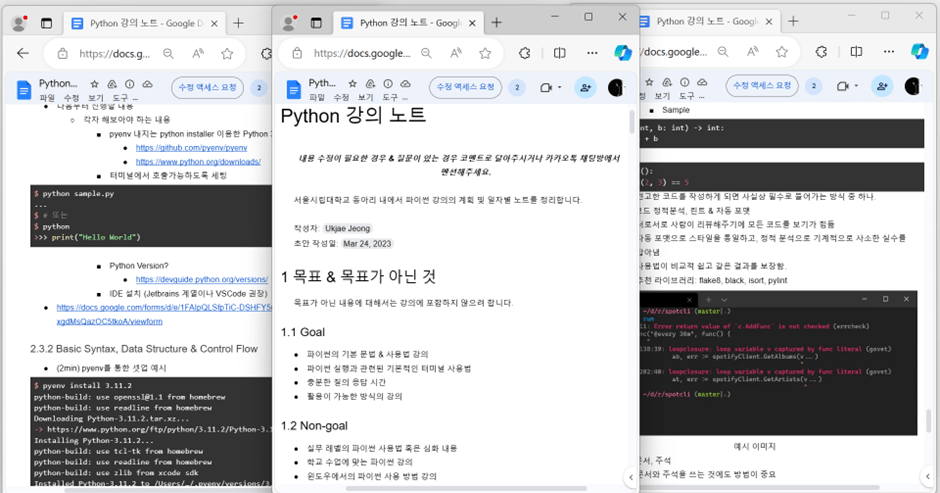 Python 강의 노트 - Google D
https://docs.g...
Python...
파일 수정 보기 도구 ...
수정 액세스 요청
2
다음부터 진행할 내용
각자 해보아야 하는 내용
pyenv 내지는 python installer 이용한 Python 3
https://github.com/pyenv/pyenv
https://www.python.org/downloads/
터미널에서 호출가능하도록 세팅
$ python sample.py
...
$ # 또는
$ python
>>> print("Hello World")
Python Version?
https://devguide.python.org/versions/
IDE 설치 (Jetbrains 계열이나 VSCode 권장)
2.3.2 Basic Syntax, Data Structure & Control Flow
(2min) pyenv를 통한 셋업 예시
$ pyenv install 3.11.2
python-build: use openssl@1.1 from homebrew
python-build: use readline from homebrew
Downloading Python-3.11.2.tar.xz...
-> https://www.python.org/ftp/python/3.11.2/Python-3.1
Installing Python-3.11.2...
python-build: use tcl-tk from homebrew
python-build: use readline from homebrew
python-build: use zlib from xcode sdk
Installed Python-3.11.2 to /Users/…/.pyenv/versions/3
Python 강의 노트 - Google D
https://docs.google...
Pyth...
파일 수정 보기 도구 ...
수정 액세스 요청
2
Python 강의 노트
내용 수정이 필요한 경우 & 질문이 있는 경우 코멘트로 달아주시거나 카카오톡 채팅방에서
멘션해주세요.
서울시립대학교 동아리 내에서 파이썬 강의의 계획 및 일자별 노트를 정리합니다.
작성자: Ukjae Jeong
초안 작성일: Mar 24, 2023
1 목표 & 목표가 아닌 것
목표가 아닌 내용에 대해서는 강의에 포함하지 않으려 합니다.
1.1 Goal
파이썬의 기본 문법 & 사용법 강의
파이썬 실행과 관련된 기본적인 터미널 사용법
충분한 질의 응답 시간
활용이 가능한 방식의 강의
1.2 Non-goal
실무 레벨의 파이썬 사용법 혹은 심화 내용
학교 수업에 맞는 파이썬 강의
윈도우에서의 파이썬 사용 방법 강의
강의 노트 - Google D
/docs.google...
수정 액세스 요청
2
보기 도구 ...
Sample
int, b: int) -> int:
+ b
():
(2, 3) == 5
견고한 코드를 작성하게 되면 사실상 필수로 들어가는 방식 중 하나.
코드 정적분석, 린트 & 자동 포맷
서로서로 사람이 리뷰해주기에 모든 코드를 보기가 힘듦
자동 포맷으로 스타일을 통일하고, 정적 분석으로 기계적으로 사소한 실수를
잡아냄
사용법이 비교적 쉽고 같은 결과를 보장함.
추천 라이브러리: flake8, black, isort, pylint
~/d/r/spotcli (master|.)
run
11: Error return value of `c.AddFunc` is not checked (errcheck)
nc("@every 30m", func() {
138:39: loopclosure: loop variable v captured by func literal (govet)
ab, err := spotifyClient.GetAlbums(v...)
202:40: loopclosure: loop variable v captured by func literal (govet)
at, err := spotifyClient.GetArtists(v...)
~/d/r/spotcli (master|.)
예시 이미지
문서, 주석
문서와 주석을 쓰는 것에도 방법이 중요